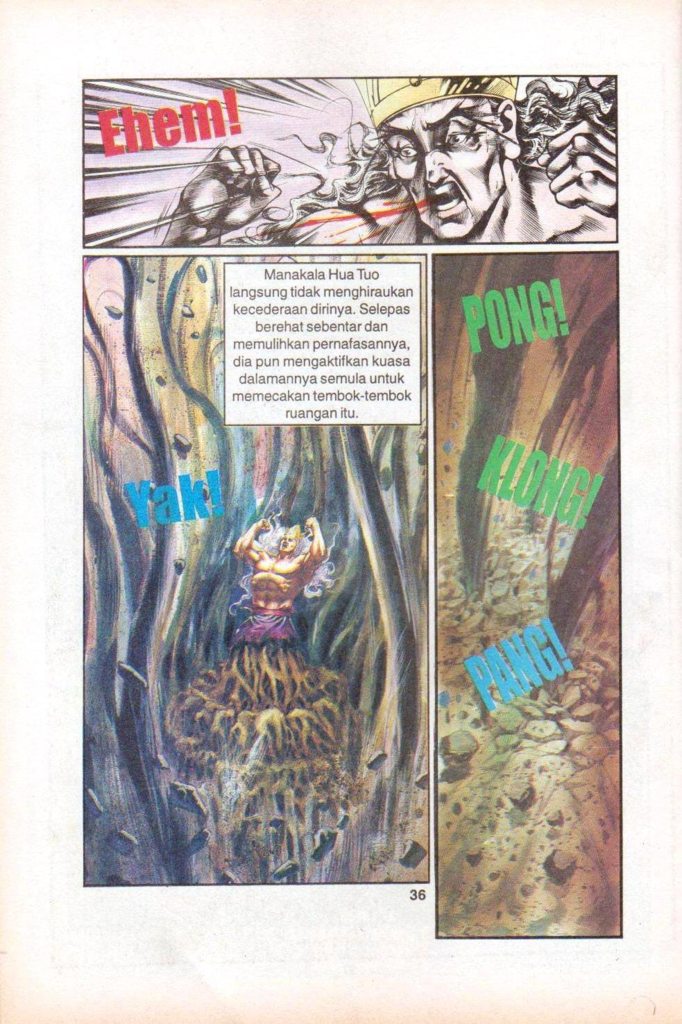 Ehem!
Manakala Hua Tuo
langsung tidak menghiraukan
kecederaan dirinya. Selepas
berehat sebentar dan
memulihkan pernafasannya,
dia pun mengaktifkan kuasa
dalamannya semula untuk
memecakan tembok-tembok
ruangan itu.
Yak!
PONG!
KLONG!
PANG!
36